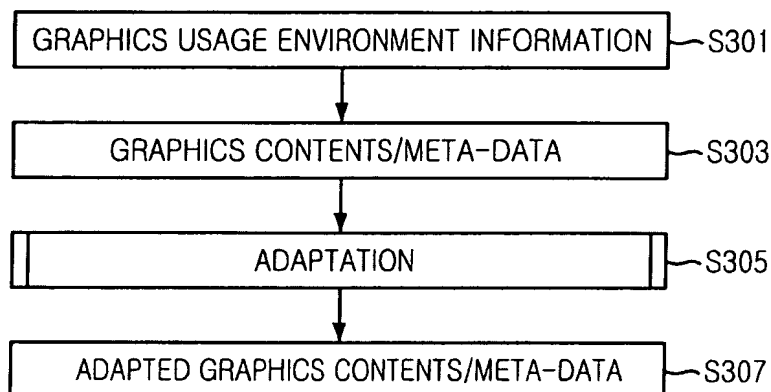 GRAPHICS USAGE ENVIRONMENT INFORMATION S301
GRAPHICS CONTENTS/META-DATA S303
ADAPTATION S305
ADAPTED GRAPHICS CONTENTS/META-DATA S307